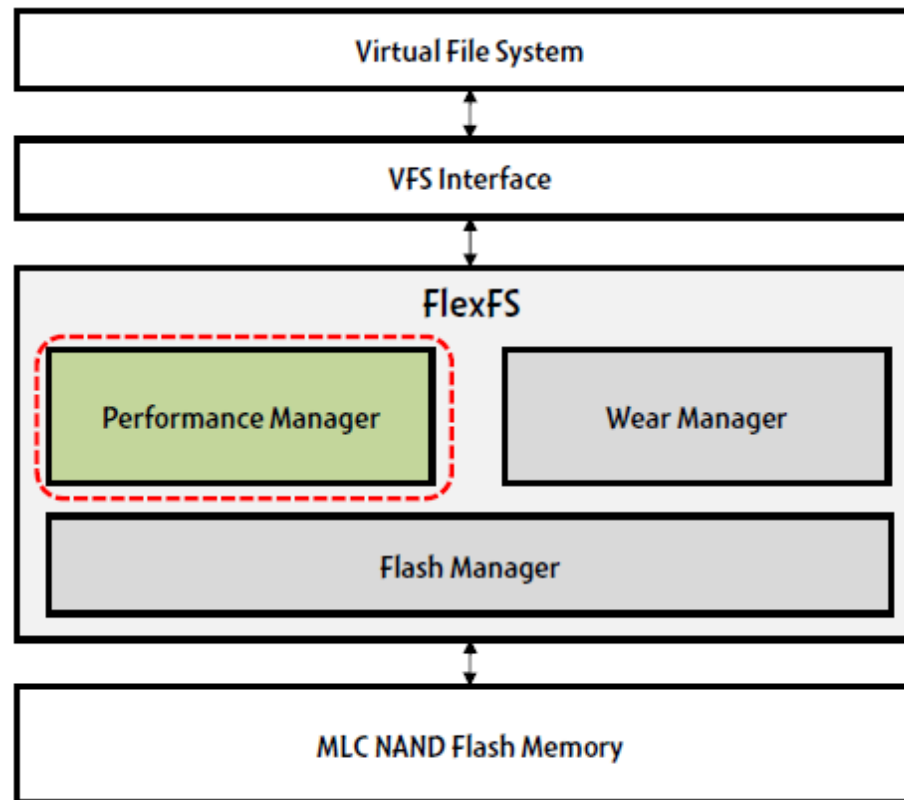 Virtual File System
VFS Interface
FlexFS
Performance Manager
Wear Manager
Flash Manager
MLC NAND Flash Memory